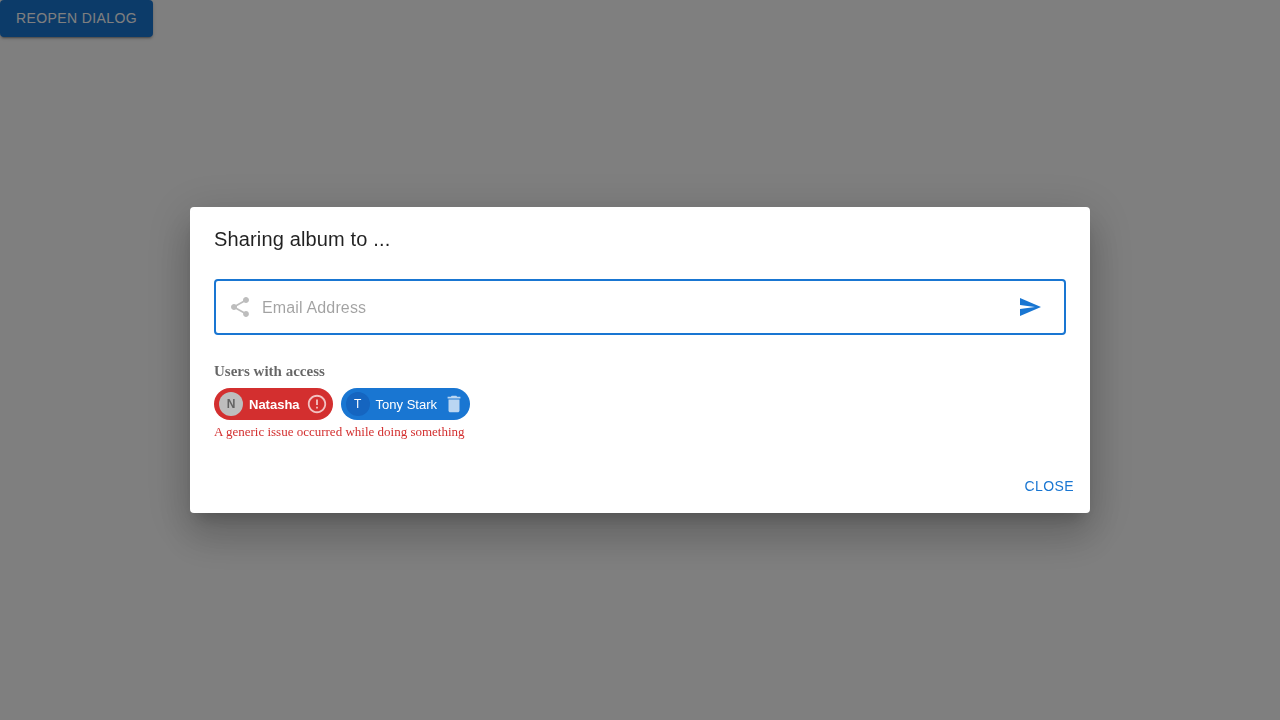 REOPEN DIALOG
Sharing album to ...
Email Address
Users with access
N Natasha T Tony Stark
A generic issue occurred while doing something
CLOSE